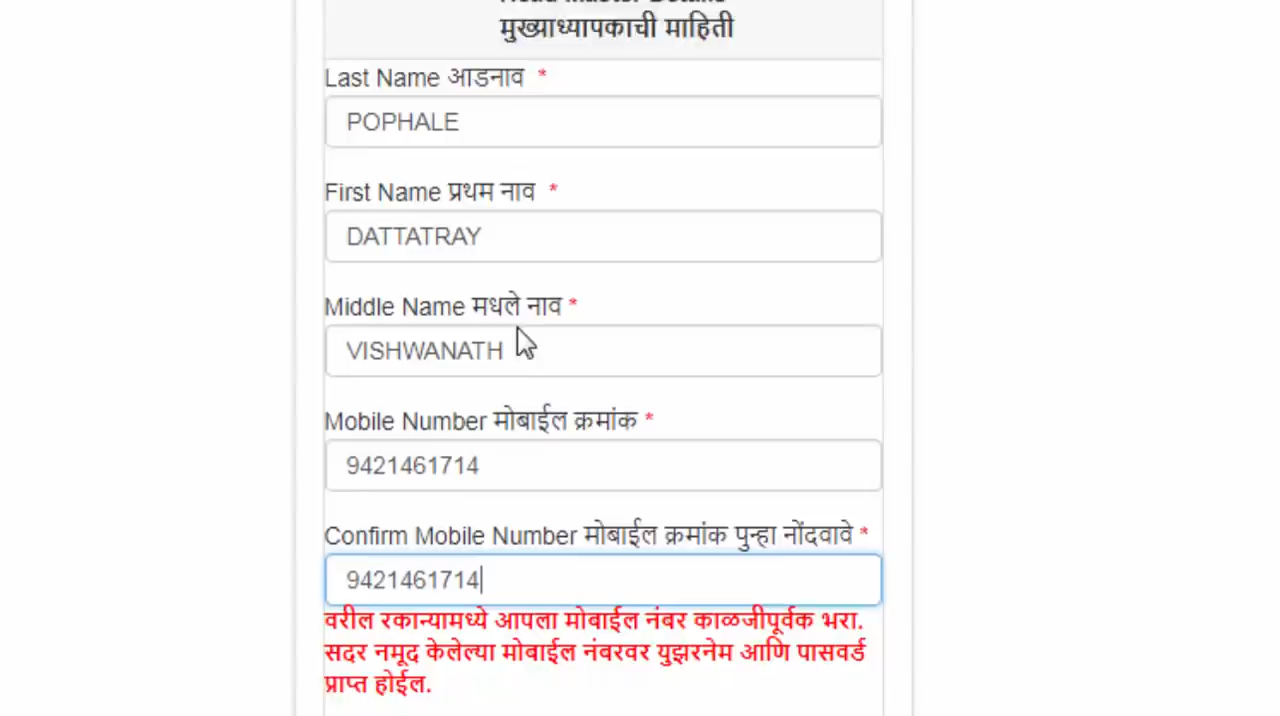 मुख्याध्यापकाची माहिती
Last Name आडनाव *
POPHALE
First Name प्रथम नाव *
DATTATRAY
Middle Name मधले नाव *
VISHWANATH
Mobile Number मोबाईल क्रमांक *
9421461714
Confirm Mobile Number मोबाईल क्रमांक पुन्हा नोंदवावे *
9421461714
वरील रकान्यामध्ये आपला मोबाईल नंबर काळजीपूर्वक भरा.
सदर नमूद केलेल्या मोबाईल नंबरवर युझरनेम आणि पासवर्ड
प्राप्त होईल.